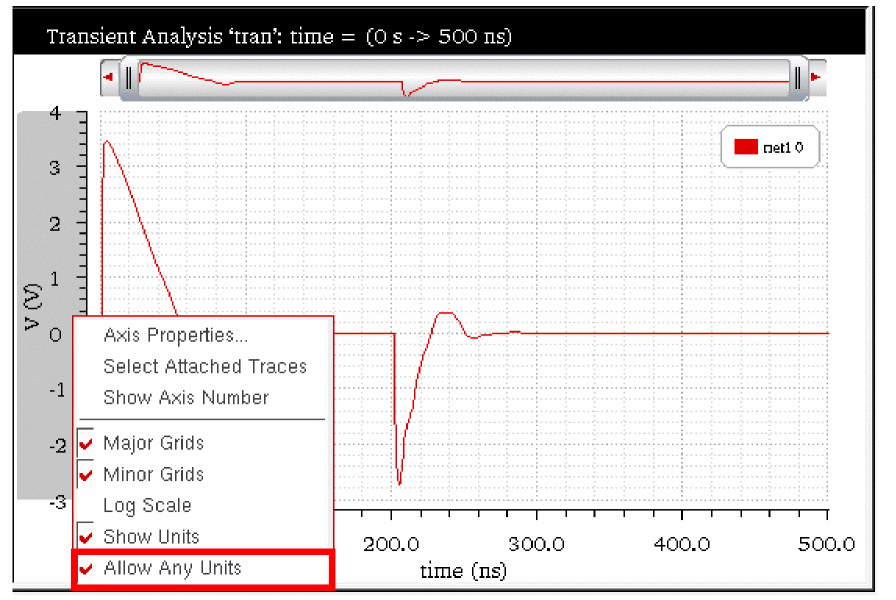 Transient Analysis ‘tran’: time = (0 s -> 500 ns)
4
net10
3
2
1
V (V)
0
-1
-2
-3
Axis Properties...
Select Attached Traces
Show Axis Number
Major Grids
Minor Grids
Log Scale
Show Units
Allow Any Units
200.0 300.0 400.0 500.0
time (ns)